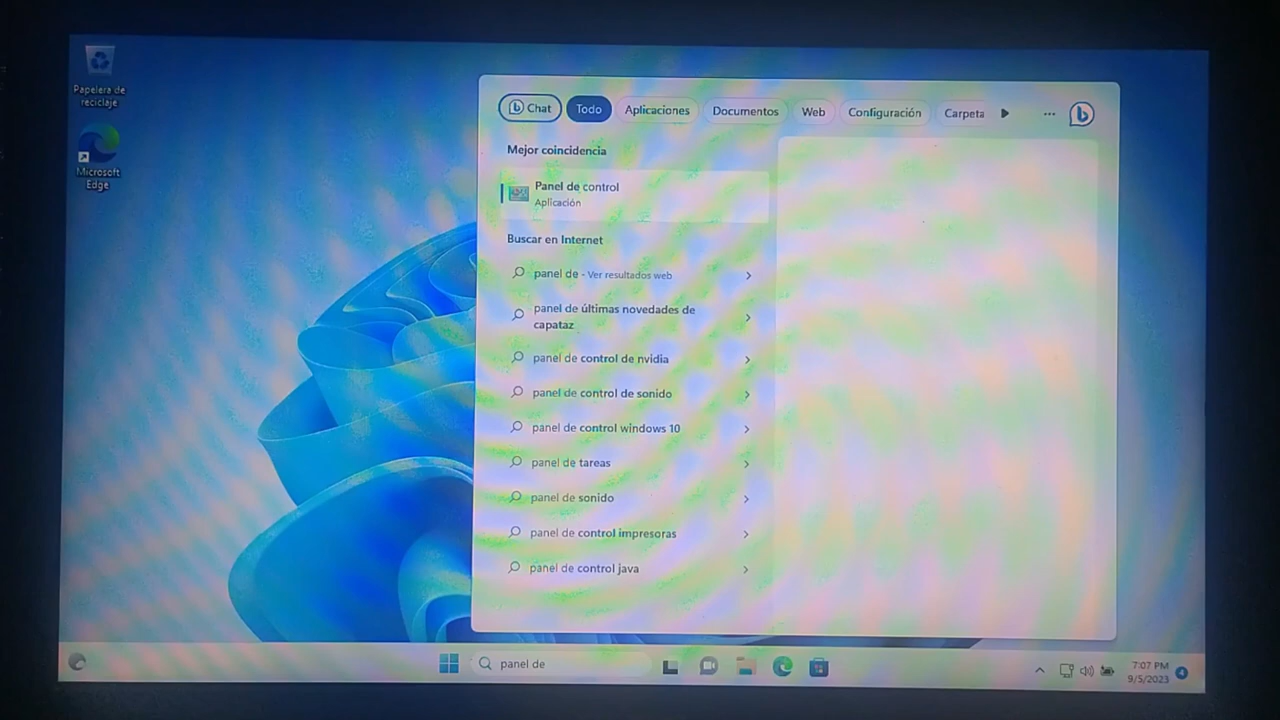 Papelera de
reciclaje
Microsoft
Edge
Chat
Todo
Aplicaciones
Documentos
Web
Configuración
Carpeta
Mejor coincidencia
Panel de control
Aplicación
Buscar en Internet
panel de - Ver resultados web
panel de últimas novedades de
capataz
panel de control de nvidia
panel de control de sonido
panel de control windows 10
panel de tareas
panel de sonido
panel de control impresoras
panel de control java
panel de
7:07 PM
9/5/2023
4